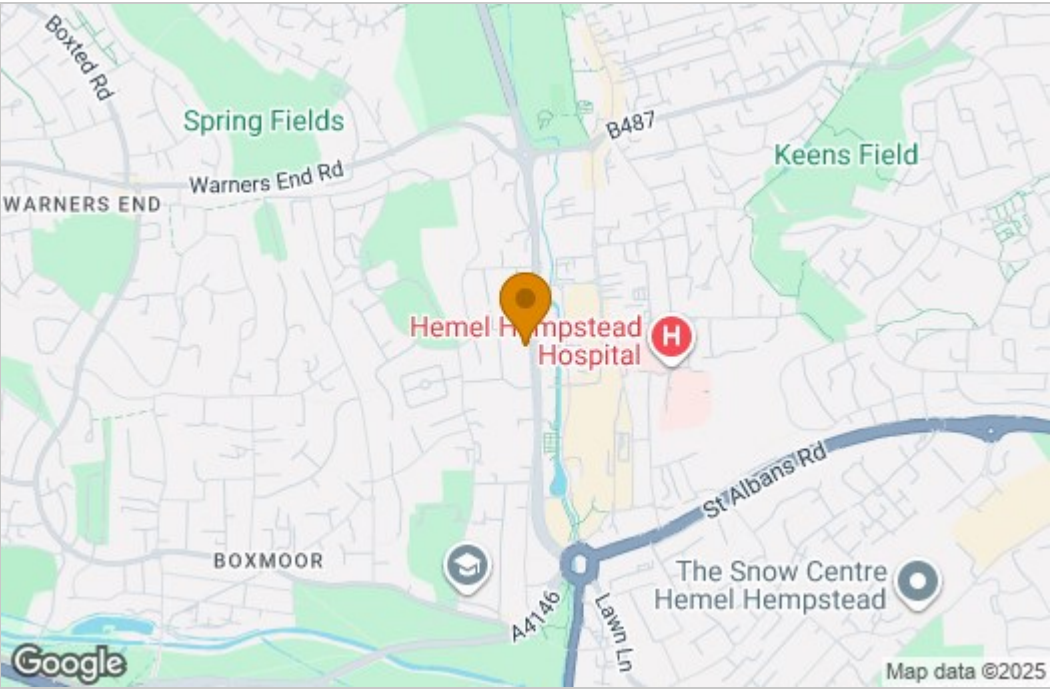 Boxted Rd
Spring Fields
B487
Keens Field
Warners End Rd
WARNERS END
Hemel Hempstead
Hospital
H
St Albans Rd
BOXMOOR
The Snow Centre
Hemel Hempstead
A4146
Lawn Ln
Google
Map data ©2025